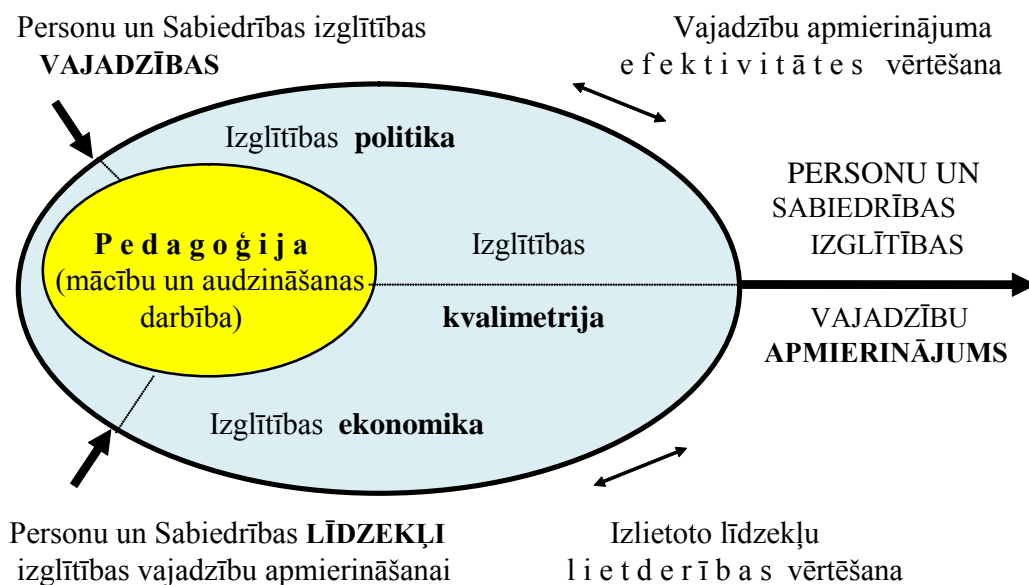 Personu un Sabiedrības izglītības
VAJADZĪBAS
Vajadzību apmierinājuma
efektivitātes vērtēšana
Izglītības politika
PERSONU UN
SABIEDRĪBAS
IZGLĪTĪBAS
Pedagoģija
(mācību un audzināšanas
darbība)
Izglītības
kvalimetrija
VAJADZĪBU
APMIERINĀJUMS
Izglītības ekonomika
Personu un Sabiedrības LĪDZEKĻI
izglītības vajadzību apmierināšanai
Izlietoto līdzekļu
lietderības vērtēšana